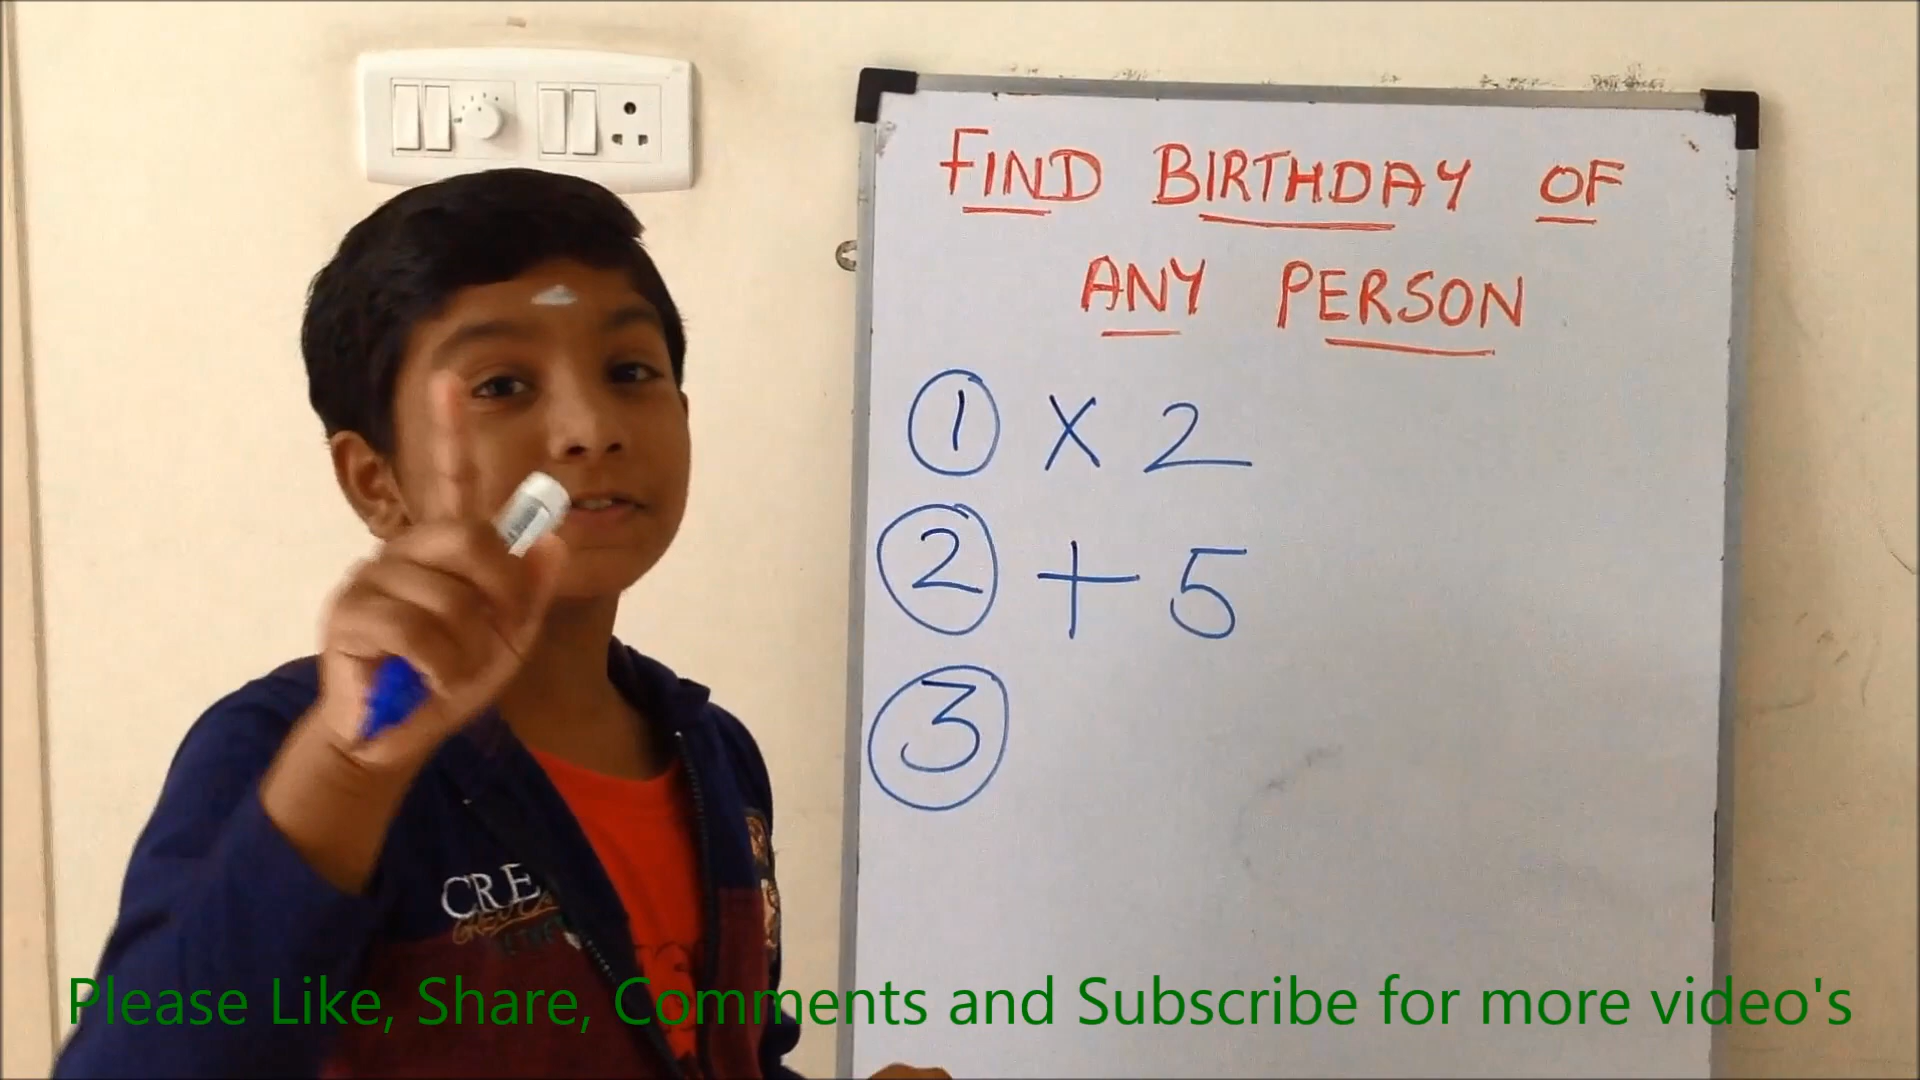 FIND BIRTHDAY OF
ANY PERSON
1 X 2
2 + 5
3
CRE
Please Like, Share, Comments and Subscribe for more video's